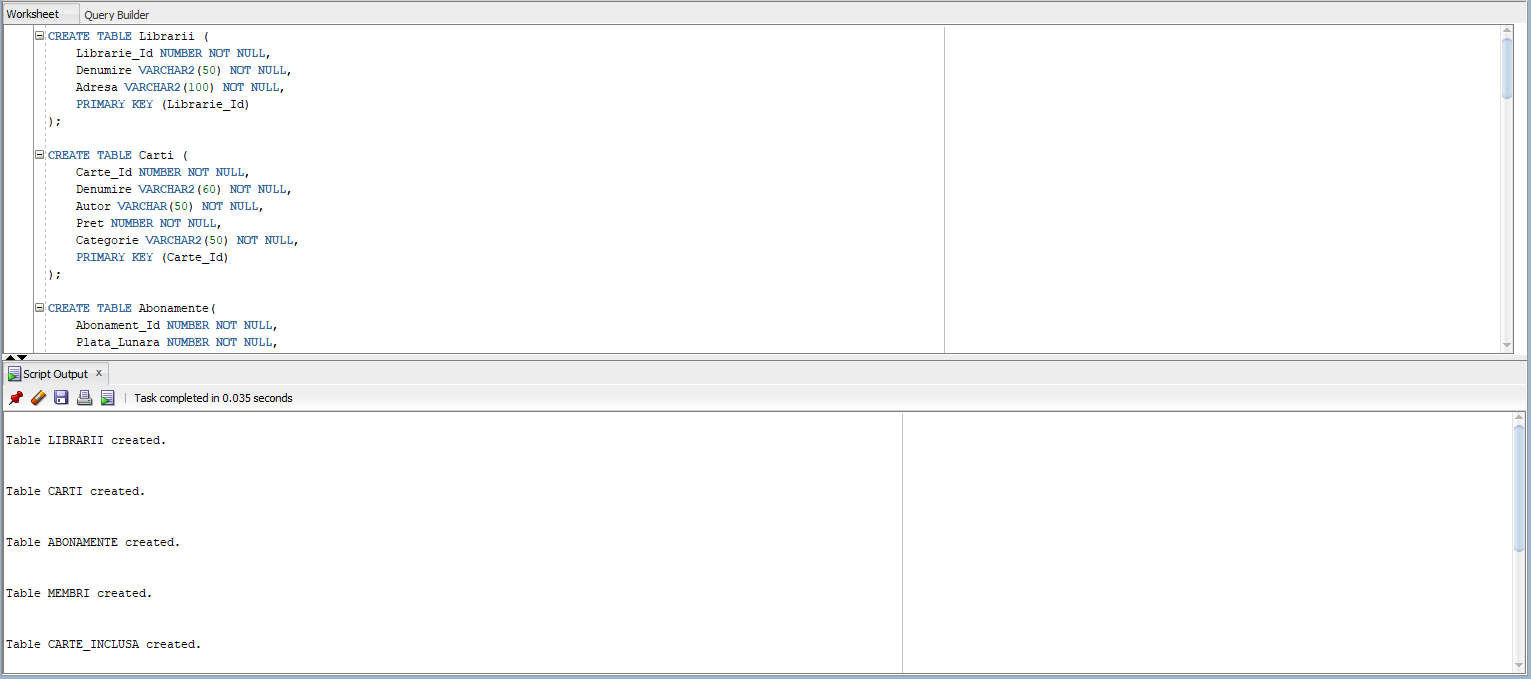 Worksheet Query Builder
CREATE TABLE Librarii (
    Librarie_Id NUMBER NOT NULL,
    Denumire VARCHAR2(50) NOT NULL,
    Adresa VARCHAR2(100) NOT NULL,
    PRIMARY KEY (Librarie_Id)
);
CREATE TABLE Carti (
    Carte_Id NUMBER NOT NULL,
    Denumire VARCHAR2(60) NOT NULL,
    Autor VARCHAR(50) NOT NULL,
    Pret NUMBER NOT NULL,
    Categorie VARCHAR2(50) NOT NULL,
    PRIMARY KEY (Carte_Id)
);
CREATE TABLE Abonamente(
    Abonament_Id NUMBER NOT NULL,
    Plata_Lunara NUMBER NOT NULL,
Script Output x
Task completed in 0.035 seconds
Table LIBRARII created.
Table CARTI created.
Table ABONAMENTE created.
Table MEMBRI created.
Table CARTE_INCLUSA created.